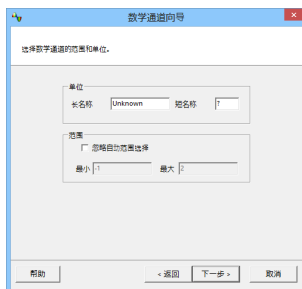 数学通道向导
选择数学通道的范围和单位。
单位
长名称 Unknown 短名称 ?
范围
忽略自动范围选择
最小 -1 最大 2
帮助 < 返回 下一步 > 取消